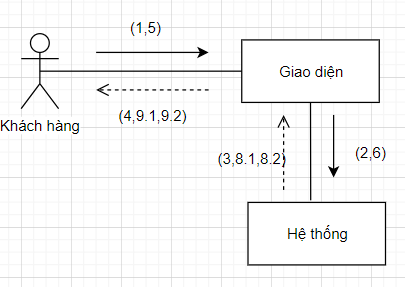 (1,5)
Giao diện
(4,9.1,9.2)
Khách hàng
(3,8.1,8.2)
(2,6)
Hệ thống